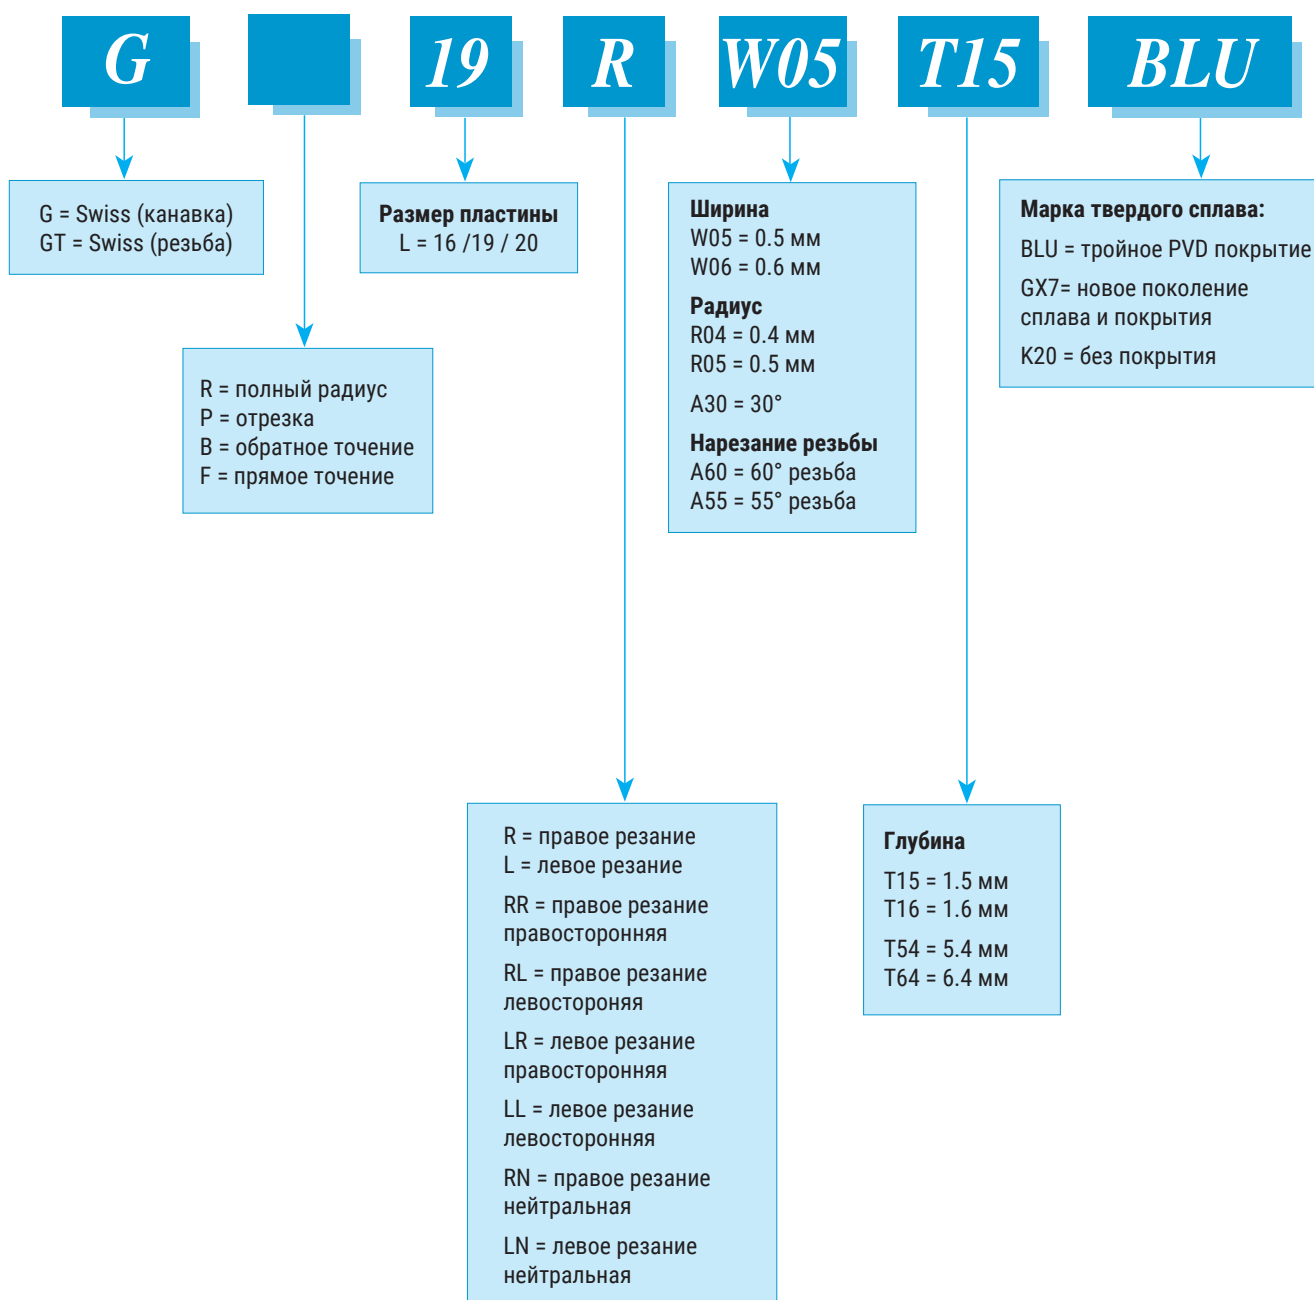 G 19 R W05 T15 BLU
G = Swiss (канавка)
GT = Swiss (резьба)
R = полный радиус
P = отрезка
B = обратное точение
F = прямое точение
Размер пластины
L = 16 /19 / 20
R = правое резание
L = левое резание
RR = правое резание
правосторонняя
RL = правое резание
левостороняя
LR = левое резание
правосторонняя
LL = левое резание
левосторонняя
RN = правое резание
нейтральная
LN = левое резание
нейтральная
Ширина
W05 = 0.5 мм
W06 = 0.6 мм
Радиус
R04 = 0.4 мм
R05 = 0.5 мм
A30 = 30°
Нарезание резьбы
A60 = 60° резьба
A55 = 55° резьба
Глубина
T15 = 1.5 мм
T16 = 1.6 мм
T54 = 5.4 мм
T64 = 6.4 мм
Марка твердого сплава:
BLU = тройное PVD покрытие
GX7= новое поколение
сплава и покрытия
K20 = без покрытия